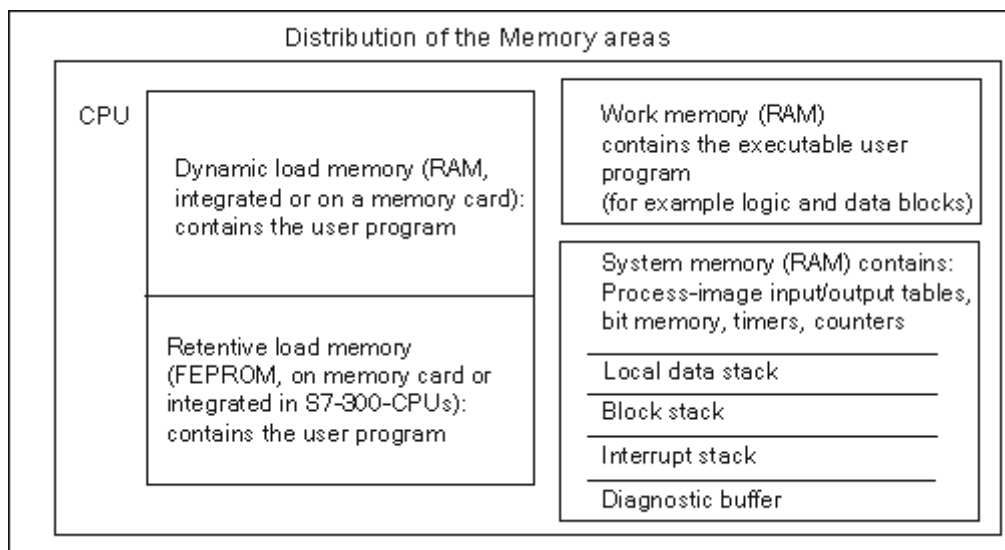 Distribution of the Memory areas
CPU
Dynamic load memory (RAM,
integrated or on a memory card):
contains the user program
Retentive load memory
(FEPROM, on memory card or
integrated in S7-300-CPUs):
contains the user program
Work memory (RAM)
contains the executable user
program
(for example logic and data blocks)
System memory (RAM) contains:
Process-image input/output tables,
bit memory, timers, counters
Local data stack
Block stack
Interrupt stack
Diagnostic buffer